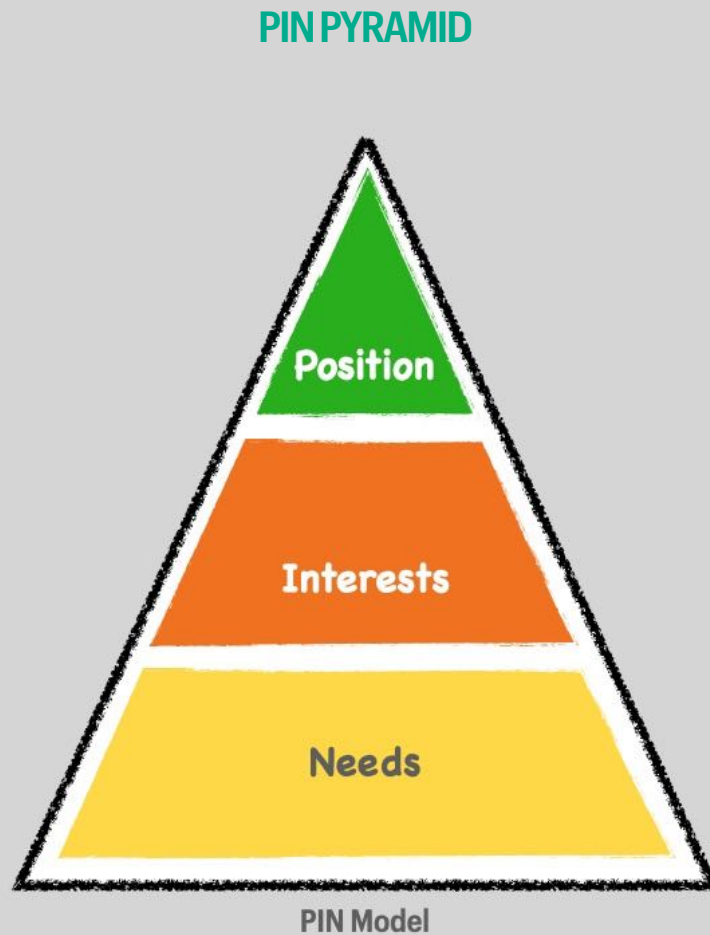 PIN PYRAMID
Position
Interests
Needs
PIN Model